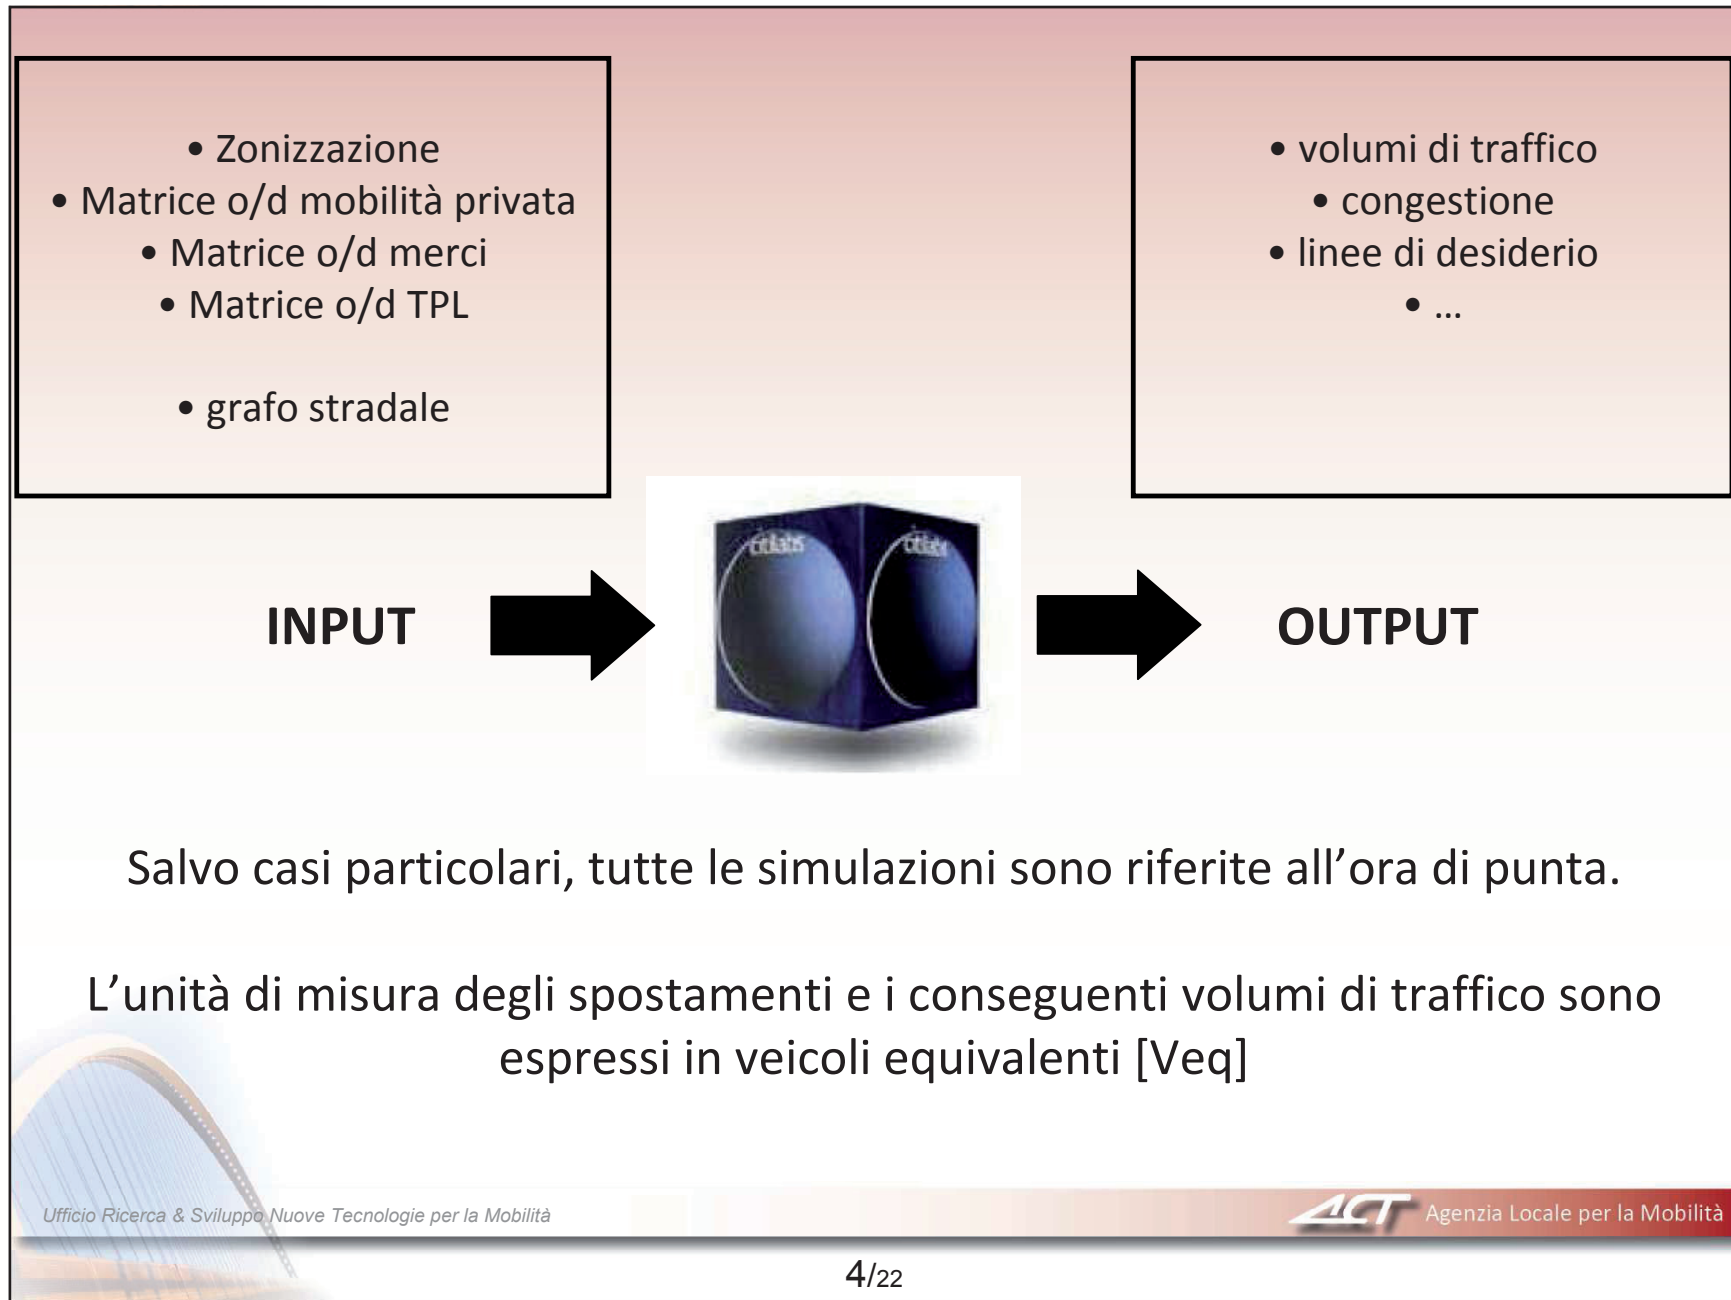 • Zonizzazione
• Matrice o/d mobilità privata
• Matrice o/d merci
• Matrice o/d TPL
• grafo stradale
• volumi di traffico
• congestione
• linee di desiderio
• ...
citilabs
citilabs
INPUT
OUTPUT
Salvo casi particolari, tutte le simulazioni sono riferite all’ora di punta.
L’unità di misura degli spostamenti e i conseguenti volumi di traffico sono
espressi in veicoli equivalenti [Veq]
Ufficio Ricerca & Sviluppo Nuove Tecnologie per la Mobilità
ACT Agenzia Locale per la Mobilità
4/22